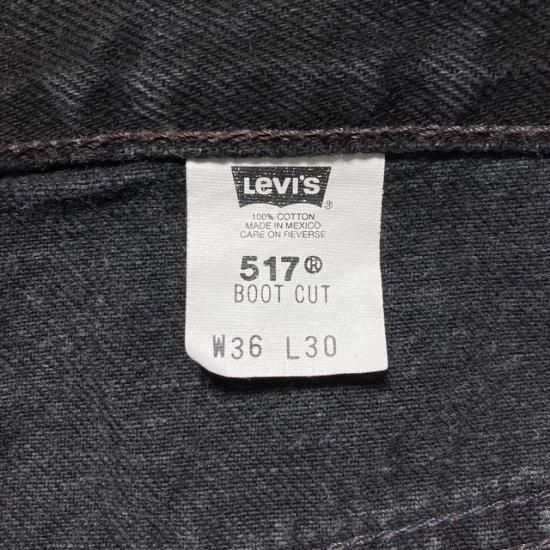 Levi's ®
100% COTTON
MADE IN MEXICO
CARE ON REVERSE
517®
BOOT CUT
W36 L30